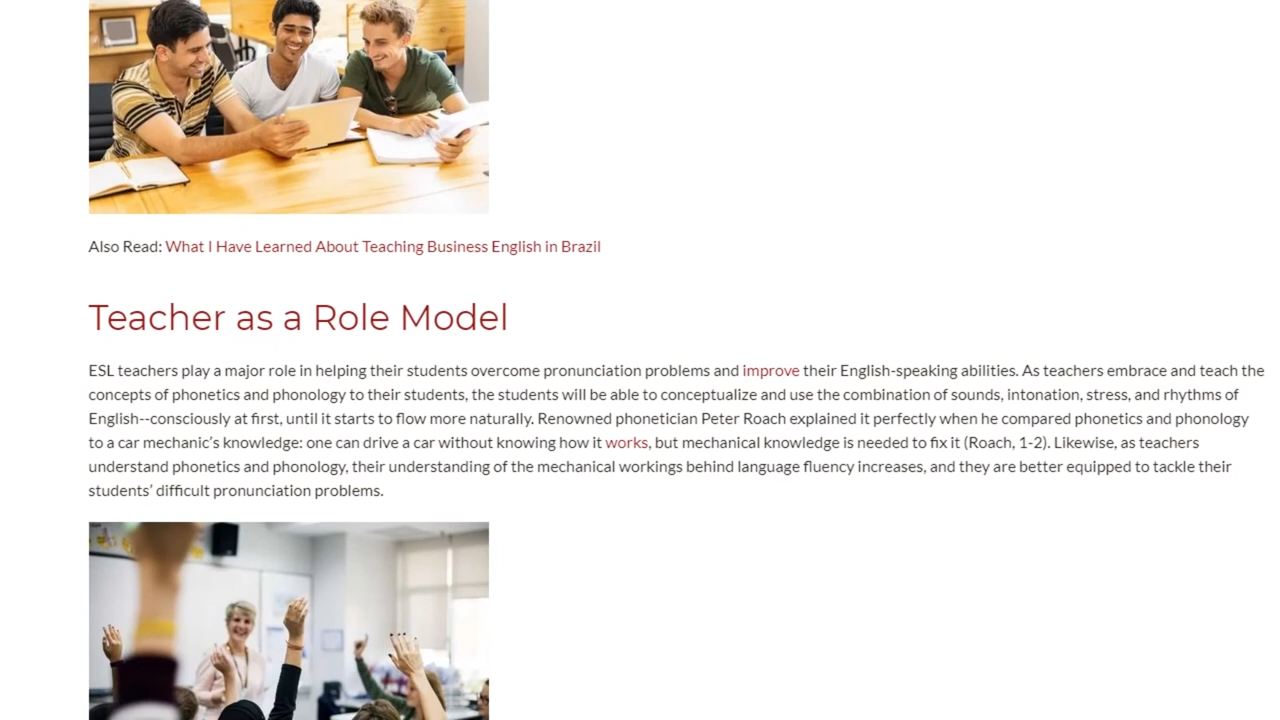 Also Read: What I Have Learned About Teaching Business English in Brazil
Teacher as a Role Model
ESL teachers play a major role in helping their students overcome pronunciation problems and improve their English-speaking abilities. As teachers embrace and teach the
concepts of phonetics and phonology to their students, the students will be able to conceptualize and use the combination of sounds, intonation, stress, and rhythms of
English--consciously at first, until it starts to flow more naturally. Renowned phonetician Peter Roach explained it perfectly when he compared phonetics and phonology
to a car mechanic’s knowledge: one can drive a car without knowing how it works, but mechanical knowledge is needed to fix it (Roach, 1-2). Likewise, as teachers
understand phonetics and phonology, their understanding of the mechanical workings behind language fluency increases, and they are better equipped to tackle their
students’ difficult pronunciation problems.